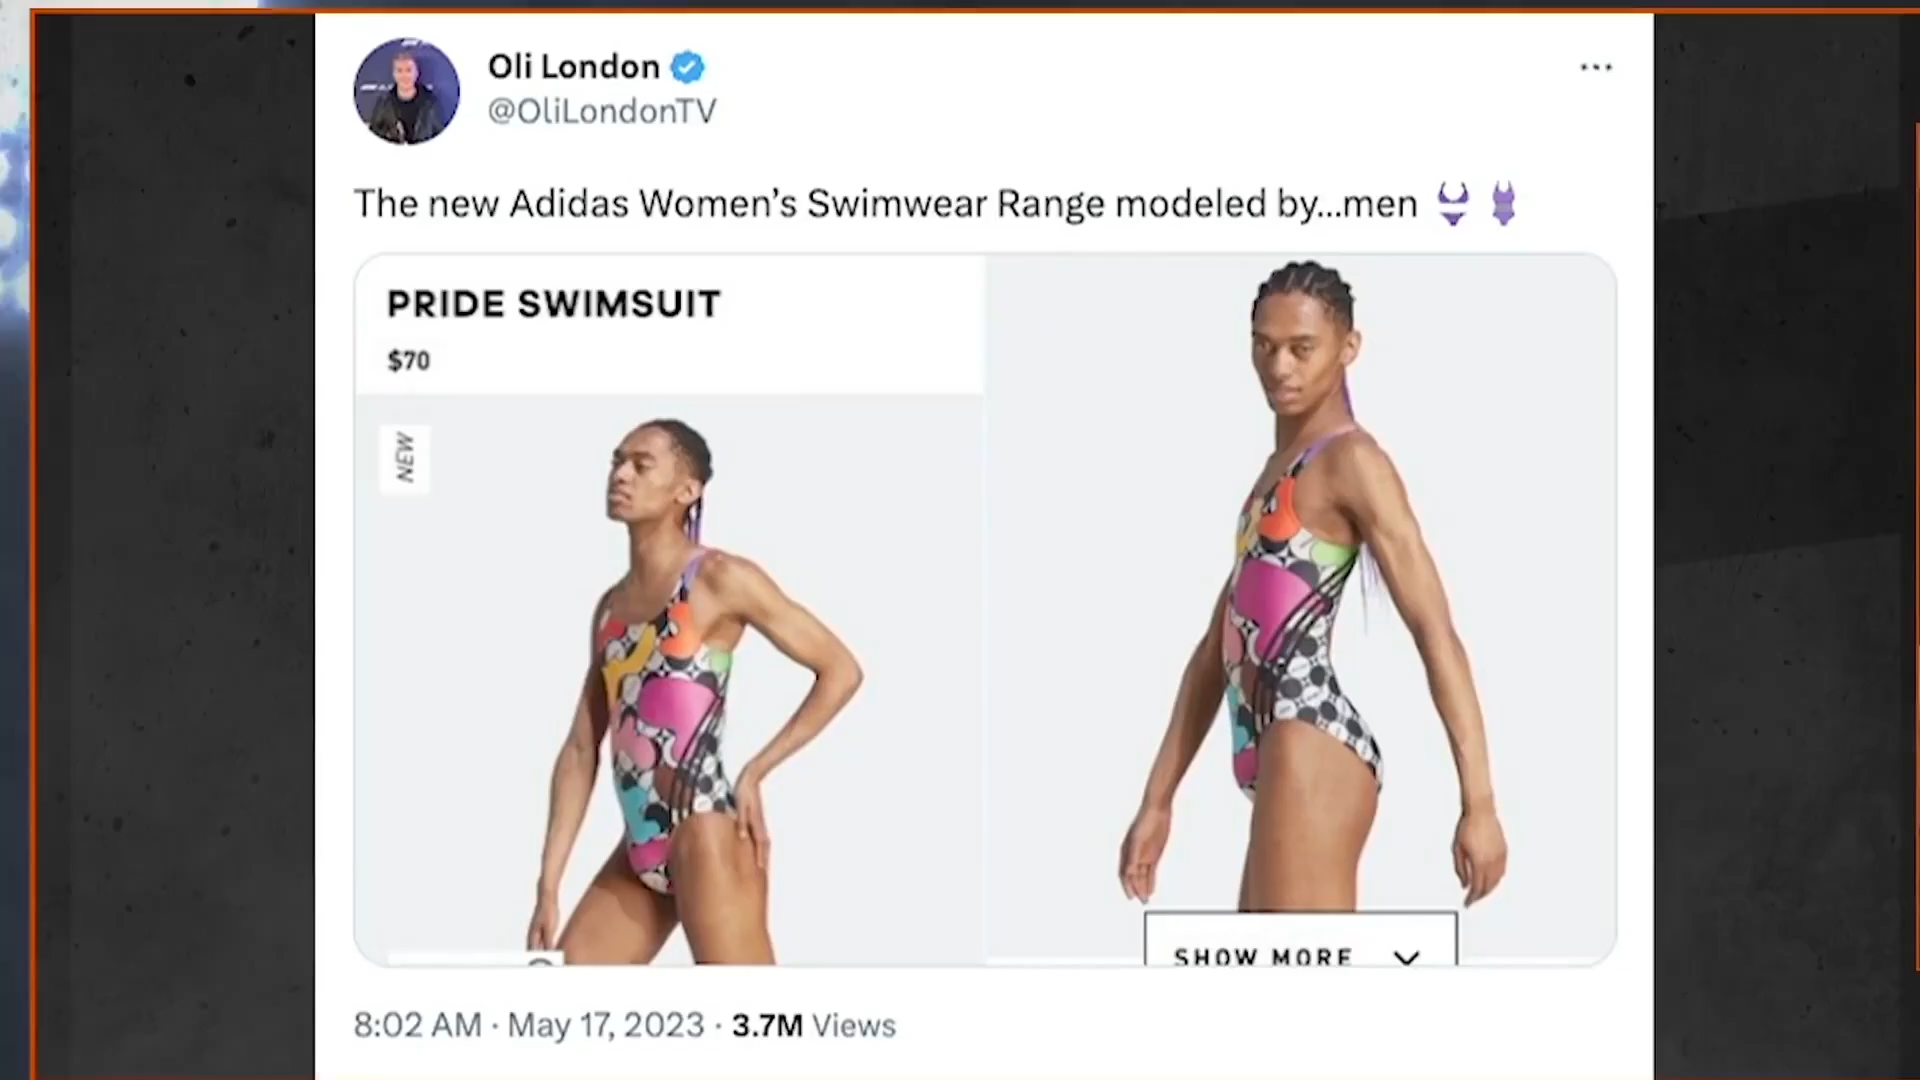 Oli London
@OliLondonTV
The new Adidas Women's Swimwear Range modeled by...men
PRIDE SWIMSUIT
$70
NEW
SHOW MORE
8:02 AM · May 17, 2023 · 3.7M Views